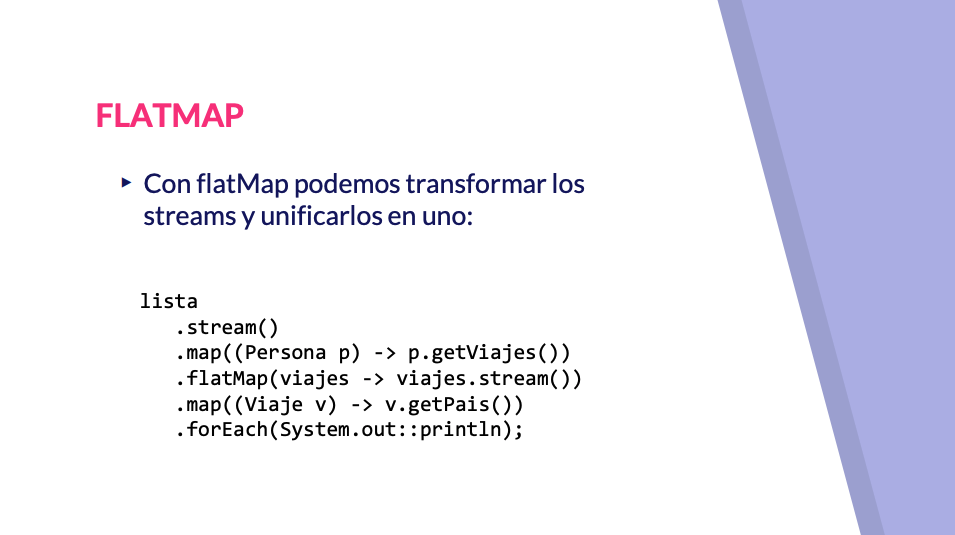 FLATMAP
▸ Con flatMap podemos transformar los
streams y unificarlos en uno:
lista
.stream()
.map((Persona p) -> p.getViajes())
.flatMap(viajes -> viajes.stream())
.map((Viaje v) -> v.getPais())
.forEach(System.out::println);